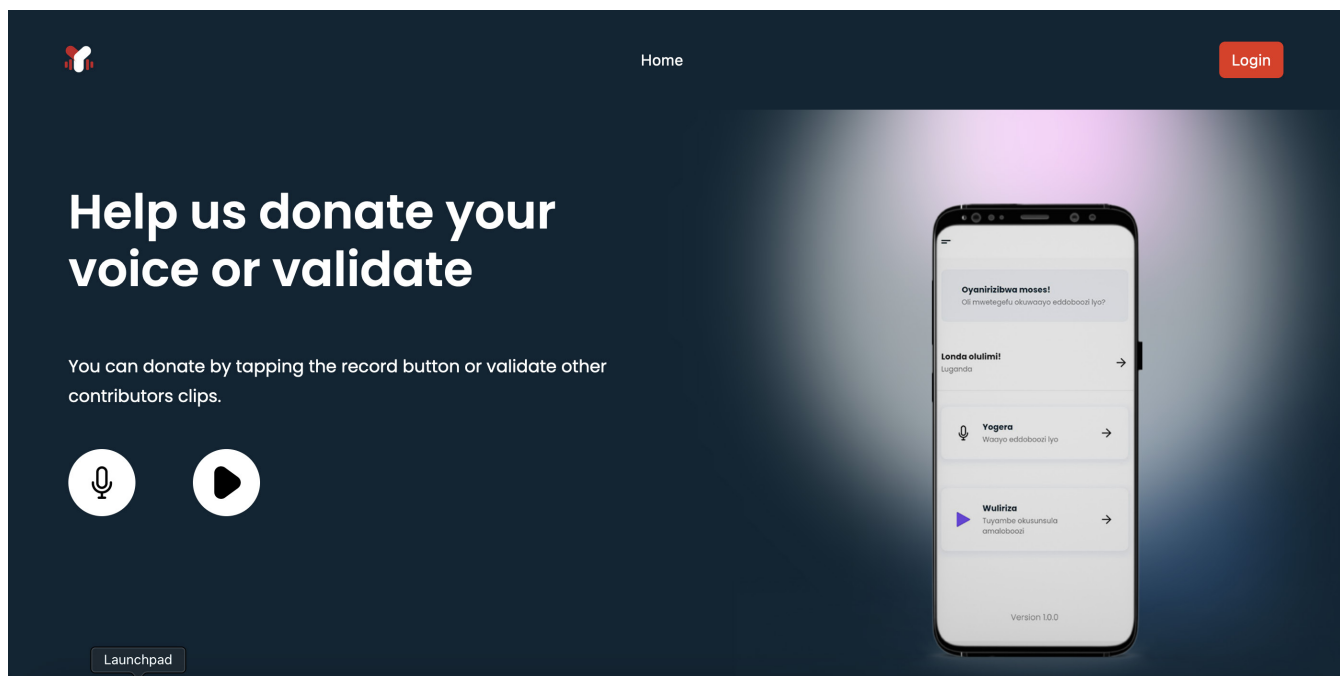 Home
Login
Help us donate your
voice or validate
You can donate by tapping the record button or validate other
contributors clips.
Oyanirizibwa moses!
Oli mwetegefu okuwaayo eddoboozi lyo?
Londa olulimi!
Luganda
Yogera
Waayo eddoboozi lyo
Wuliriza
Tuyambe okusunsula
amaloboozi
Version 1.0.0
Launchpad